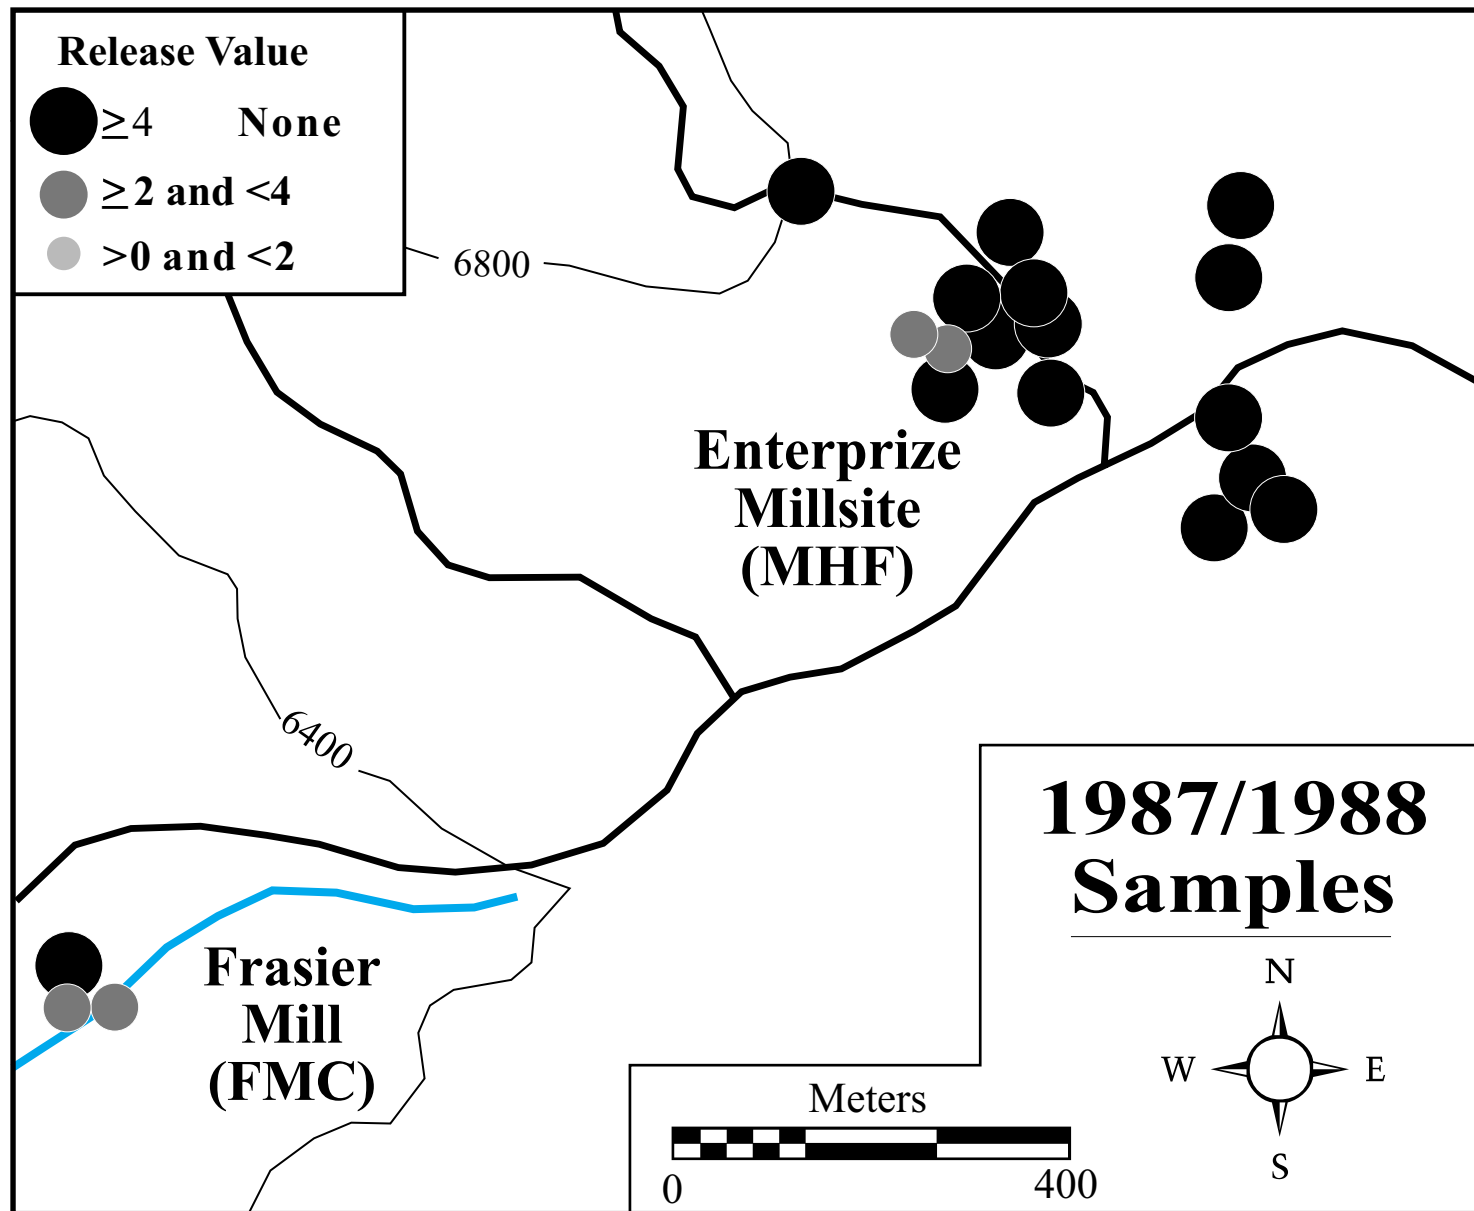 Release Value
≥4 None
≥2 and <4
>0 and <2
6800
Enterprize
Millsite
(MHF)
6400
1987/1988
Samples
Frasier
Mill
(FMC)
N
W E
S
Meters
0 400